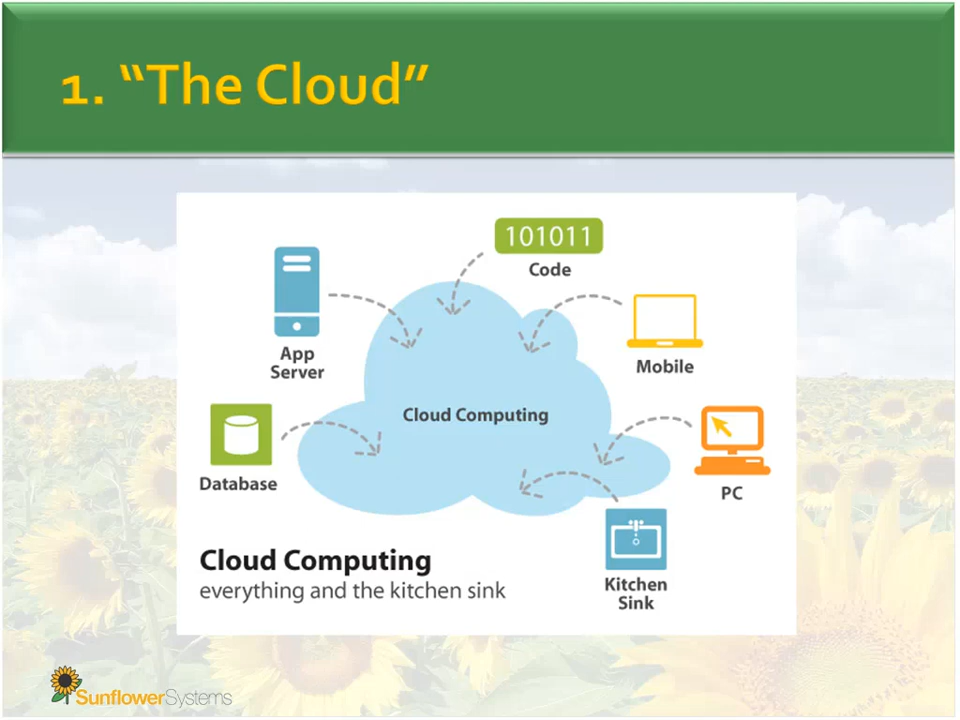 1. “The Cloud”
101011
Code
App
Server
Mobile
Cloud Computing
Database
PC
Cloud Computing
everything and the kitchen sink
Kitchen
Sink
SunflowerSystems